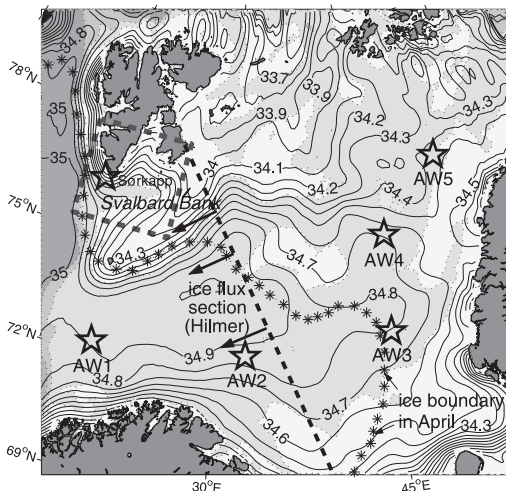 78°N
75°N
72°N
69°N
30°E
45°E
34.8
35
35
35
33.7
33.9
33.9
34.2
34.3
34.3
34
34.1
34.2
34.4
34.5
Sørkapp
Svalbard Bank
34.3
34.7
34.8
34.9
34.8
34.7
34.6
34.3
AW5
AW4
AW3
AW2
AW1
ice flux
section
(Hilmer)
ice boundary
in April